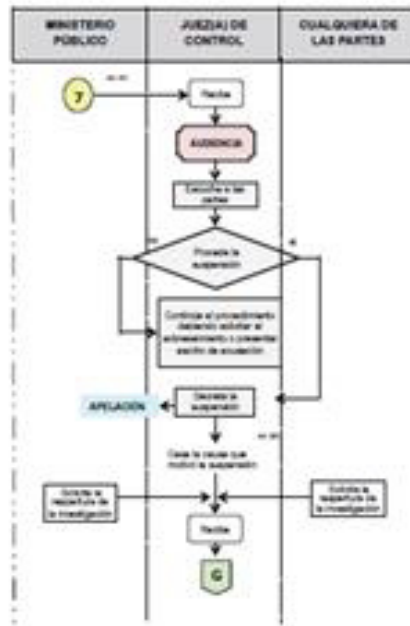 MINISTERIO
PÚBLICO
JUEZ(A) DE
CONTROL
CUALQUIERA DE
LAS PARTES
7
Recibe
AUDIENCIA
Escucha a las
partes
Procede la
suspensión
Continúa el procedimiento
debiendo solicitar el
sobreseimiento o presentar
escrito de acusación
APELACIÓN
Decreta la
suspensión
Cesa la causa que
motivó la suspensión
Solicita la
reapertura de
la investigación
Solicita la
reapertura de
la investigación
Recibe
G